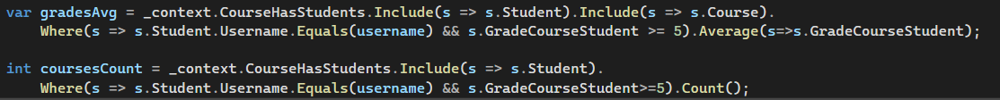 var gradesAvg = _context.CourseHasStudents.Include(s => s.Student).Include(s => s.Course).
Where(s => s.Student.Username.Equals(username) && s.GradeCourseStudent >= 5).Average(s=>s.GradeCourseStudent);
int coursesCount = _context.CourseHasStudents.Include(s => s.Student).
Where(s => s.Student.Username.Equals(username) && s.GradeCourseStudent>=5).Count();